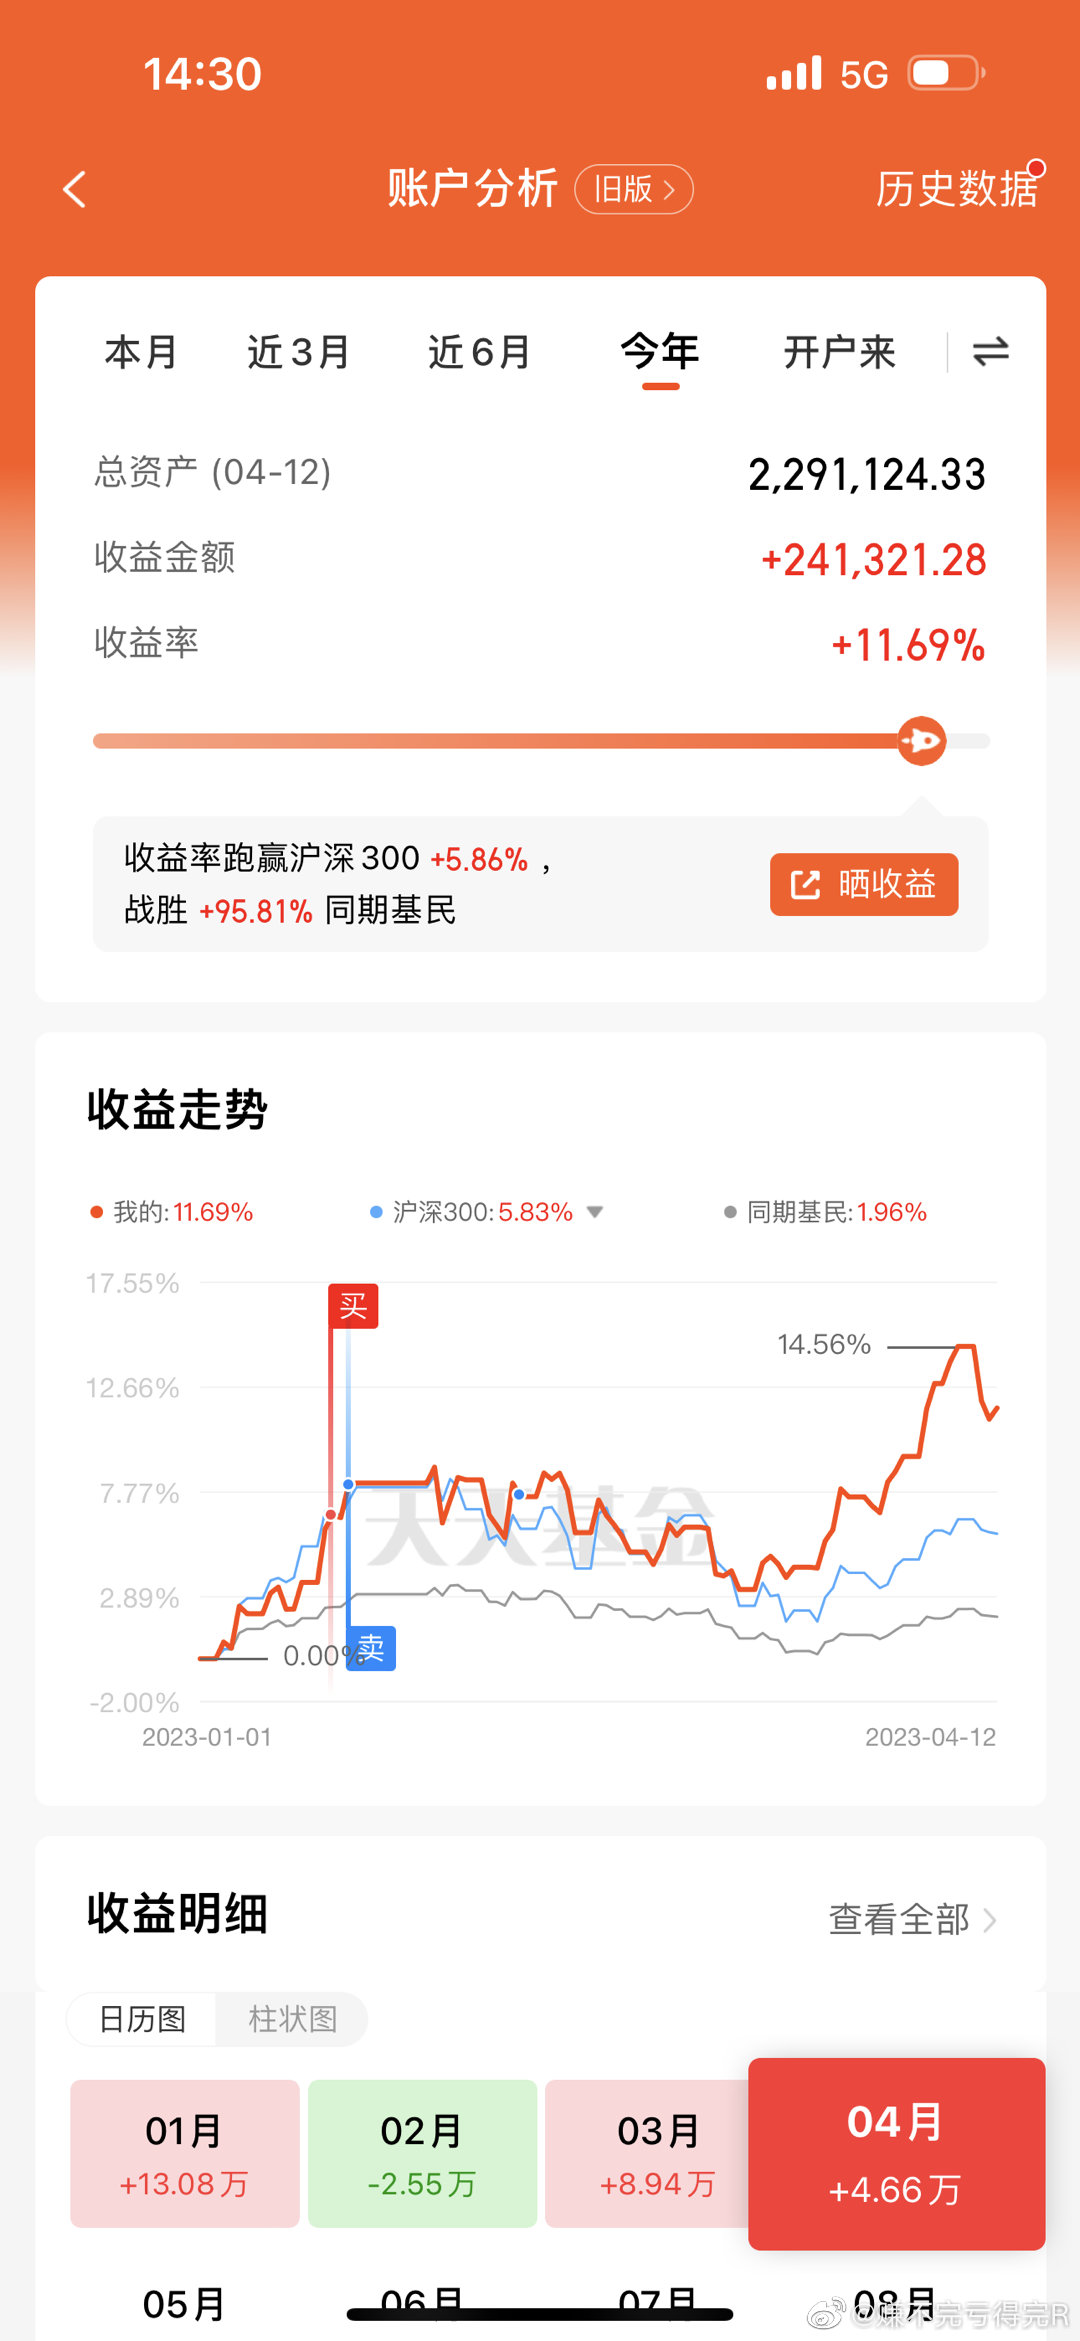 14:30
5G
账户分析
旧版 >
历史数据
本月
近3月
近6月
今年
开户来
总资产 (04-12)
2,291,124.33
收益金额
+241,321.28
收益率
+11.69%
收益率跑赢沪深300 +5.86% ，
战胜 +95.81% 同期基民
晒收益
收益走势
我的:11.69%
沪深300:5.83%
同期基民:1.96%
17.55%
买
14.56%
12.66%
7.77%
天天基金
2.89%
0.00%
卖
-2.00%
2023-01-01
2023-04-12
收益明细
查看全部 >
日历图
柱状图
01月
+13.08万
02月
-2.55万
03月
+8.94万
04月
+4.66万
05月
06月
07月
08月
@赚不完亏得完R